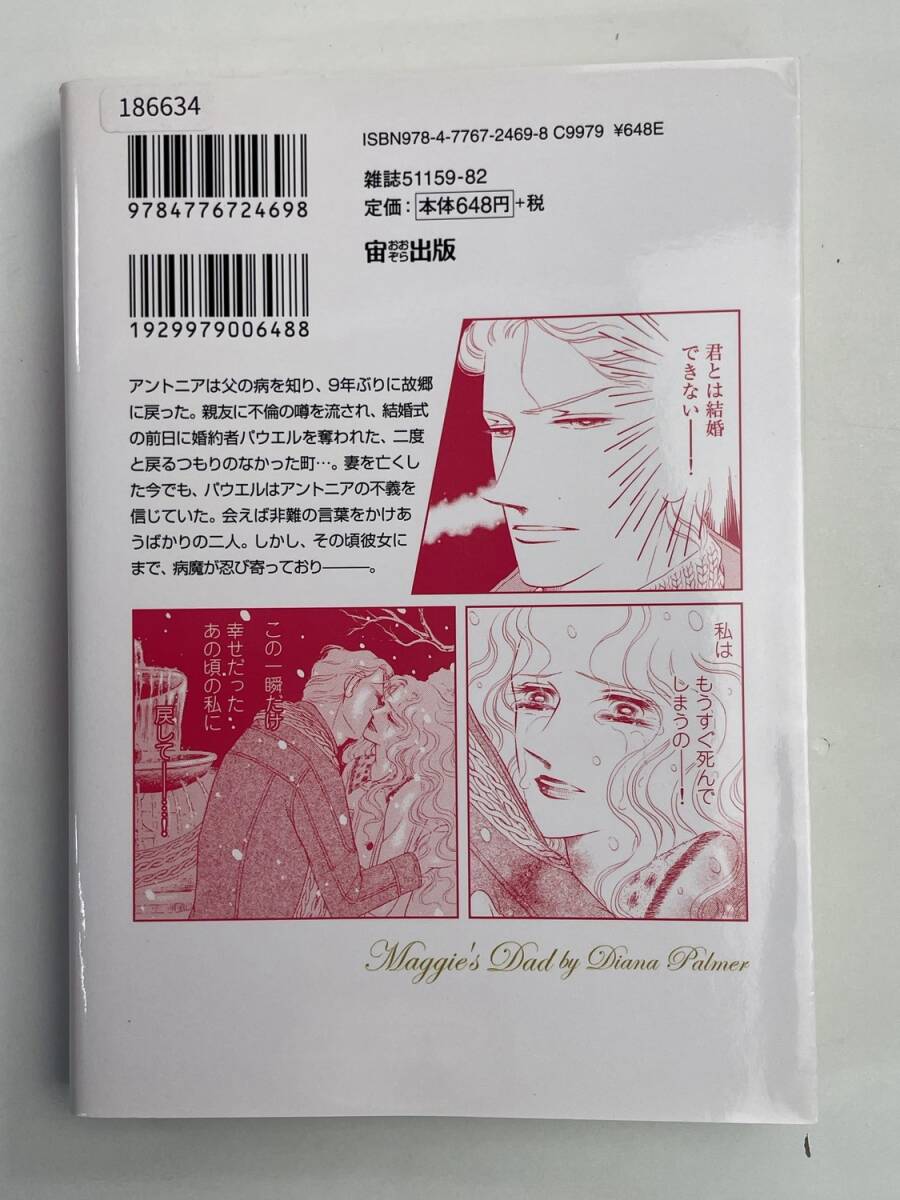 186634
ISBN978-4-7767-2469-8 C9979 ¥648E
9784776724698
雑誌51159-82
定価：本体648円+税
宙おおぞら出版
1929979006488
アントニアは父の病を知り、9年ぶりに故郷
に戻った。親友に不倫の噂を流され、結婚式
の前日に婚約者パウエルを奪われた、二度
と戻るつもりのなかった町…。妻を亡くし
た今でも、パウエルはアントニアの不義を
信じていた。会えば非難の言葉をかけあ
うばかりの二人。しかし、その頃彼女に
まで、病魔が忍び寄っており―――。
君とは結婚
できない――！
この一瞬だけ
幸せだった‥
あの頃の私に
戻して――…！
私は
もうすぐ死んで
しまうの――！
Maggie's Dad by Diana Palmer